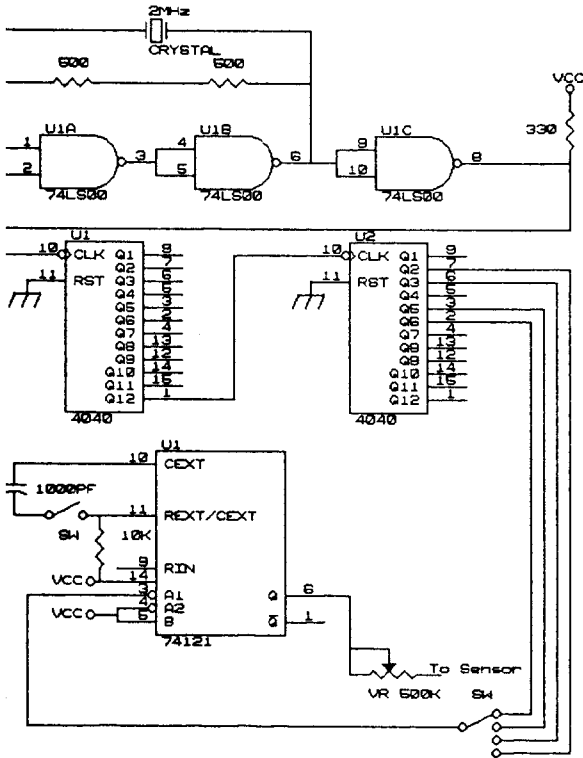 2MHz
CRYSTAL
500 500
VCC
330
U1A U1B U1C
1 3 4 6 9 8
2 5 10
74LS00 74LS00 74LS00
U1 U2
10 CLK Q1 9 10 CLK Q1 9
Q2 7 Q2 7
11 RST Q3 6 11 RST Q3 6
Q4 5 Q4 5
Q5 3 Q5 3
Q6 2 Q6 2
Q7 4 Q7 4
Q8 13 Q8 13
Q9 12 Q9 12
Q10 14 Q10 14
Q11 15 Q11 15
Q12 1 Q12 1
4040 4040
U1
10 CEXT
1000PF
11 REXT/CEXT
SW 10K
9 RIN
VCC 14
3 A1 Q 6
4 A2
VCC 5 B Q 1
74121
To Sensor
VR 500K SW